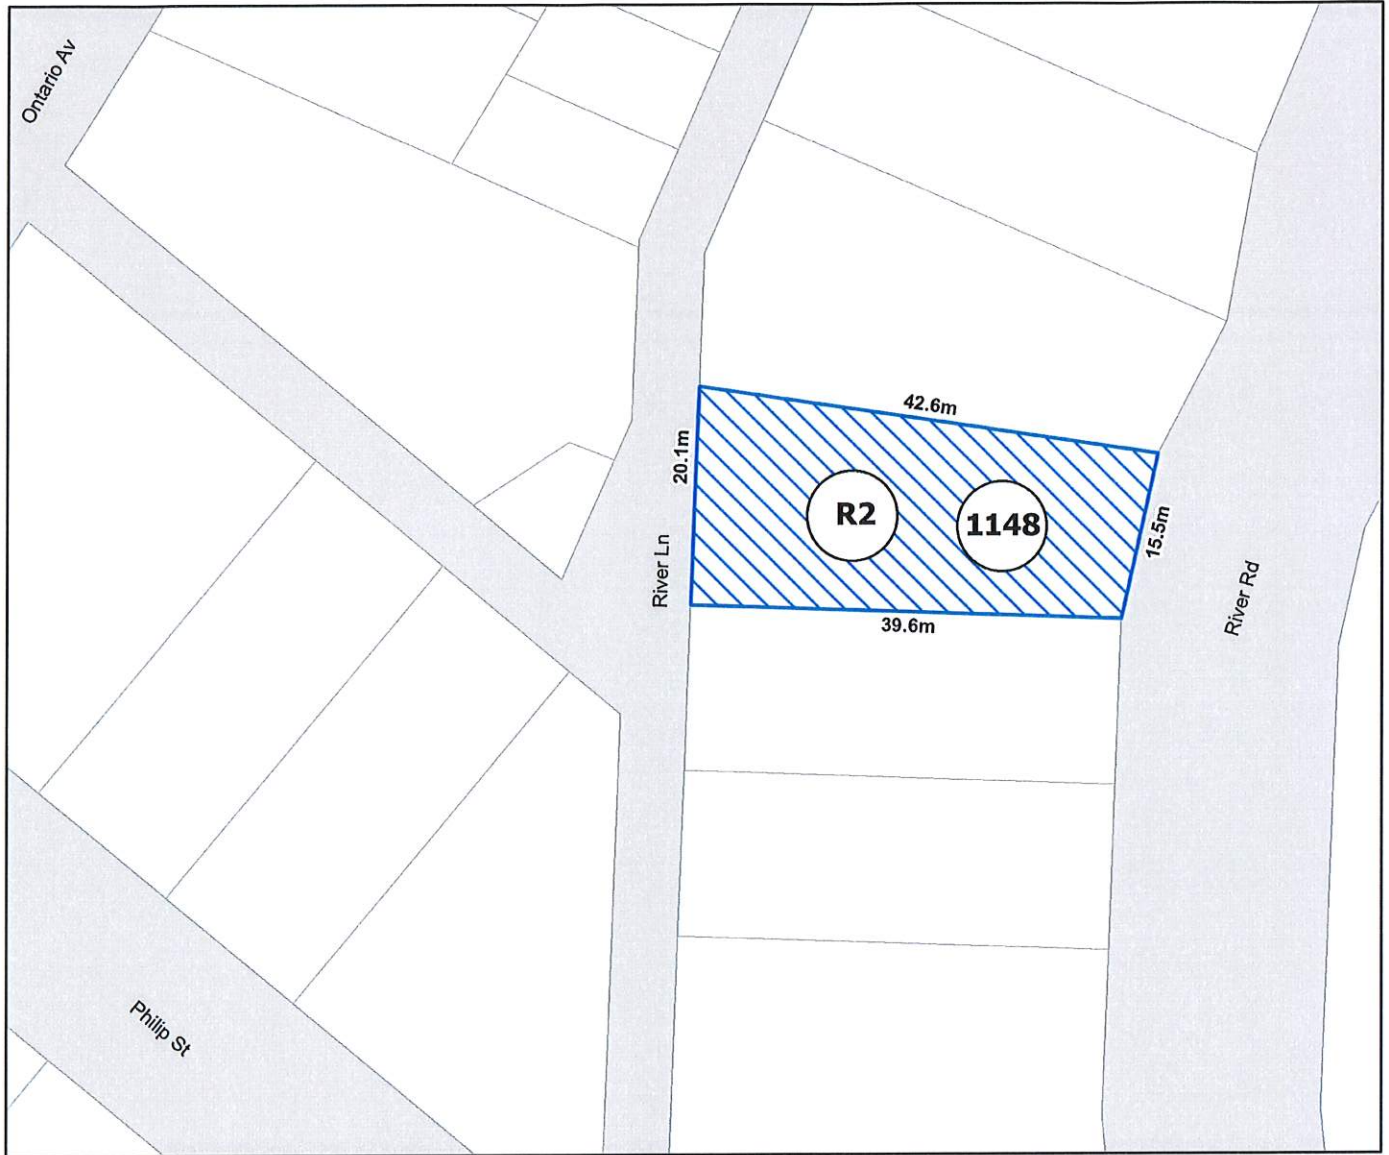 Ontario Av
42.6m
20.1m
R2
1148
15.5m
River Ln
River Rd
39.6m
Philip St